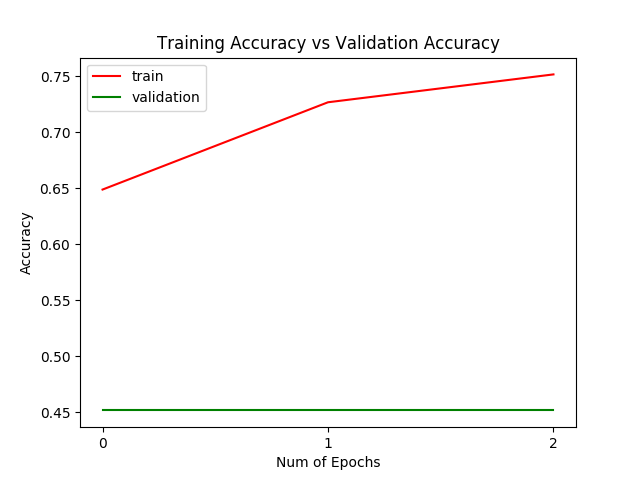 Training Accuracy vs Validation Accuracy
train
validation
0.75
0.70
0.65
0.60
0.55
0.50
0.45
Accuracy
0 1 2
Num of Epochs